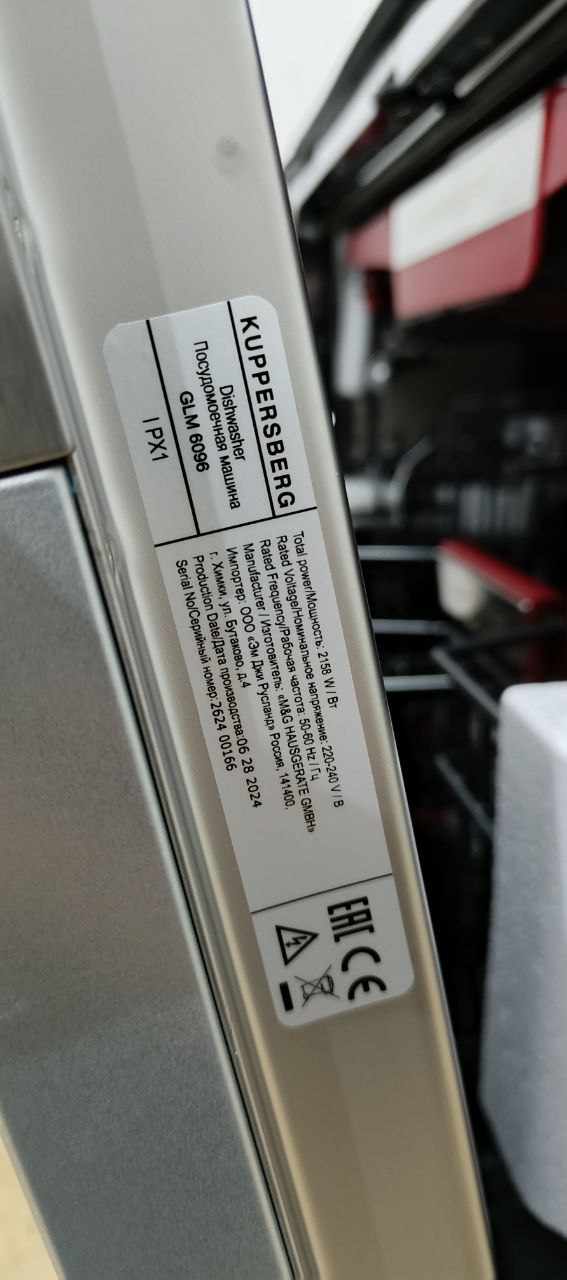 KUPPERSBERG
Dishwasher
Посудомоечная машина
GLM 6096
IPX1
Total power/Мощность: 2158 W / Вт
Rated Voltage/Номинальное напряжение: 220-240 V / В
Rated Frequency/Рабочая частота: 50-60 Hz / Гц
Manufacturer / Изготовитель: «M&G HAUSGERATE GMBH»
Импортер: ООО «Эм Джи Русланд» Россия, 141400,
г. Химки, ул. Бутаково, д.4
Production Date/Дата производства:06 28 2024
Serial No/Серийный номер: 2624 00166
EAC CE